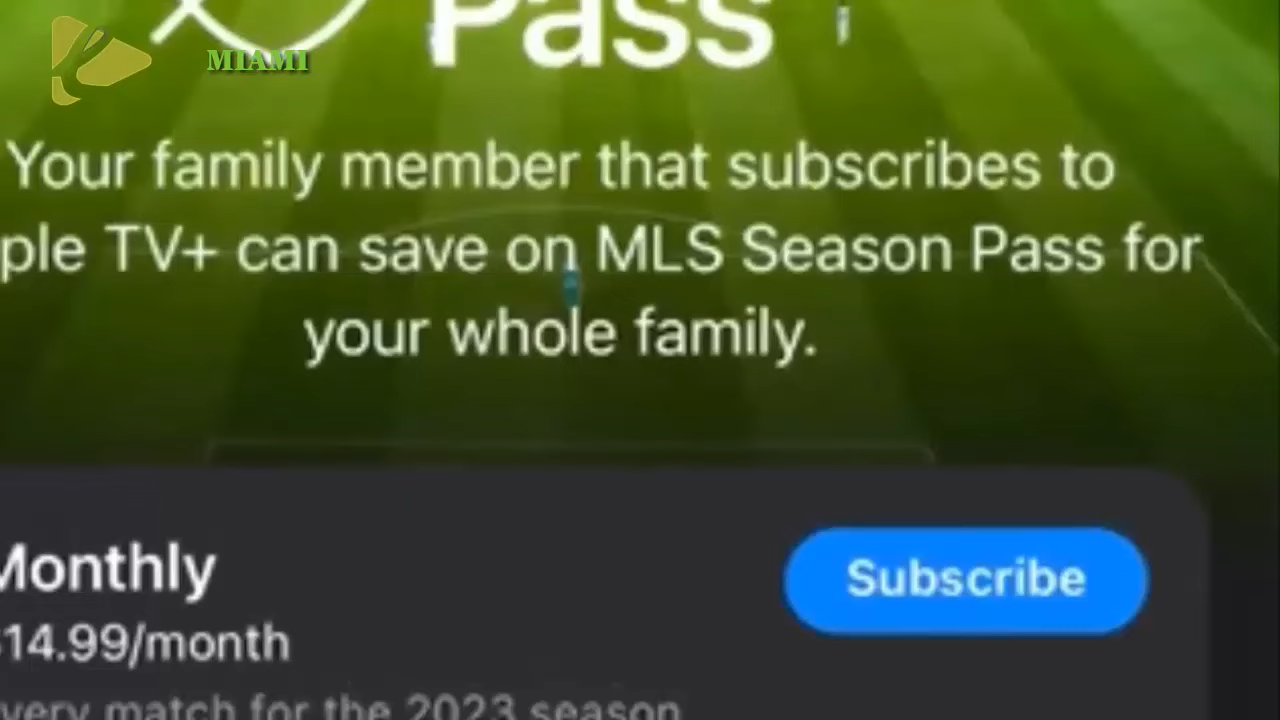 Pass
MIAMI
Your family member that subscribes to
ple TV+ can save on MLS Season Pass for
your whole family.
Monthly
Subscribe
$14.99/month
very match for the 2023 season